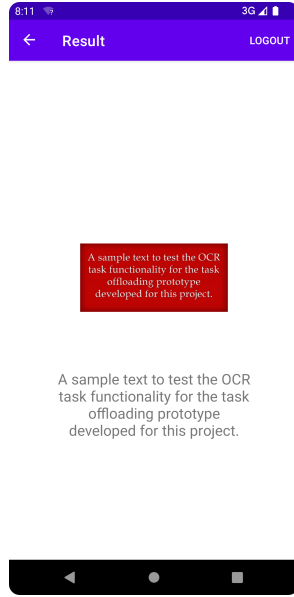 8:11
3G
Result
LOGOUT
A sample text to test the OCR
task functionality for the task
offloading prototype
developed for this project.
A sample text to test the OCR
task functionality for the task
offloading prototype
developed for this project.